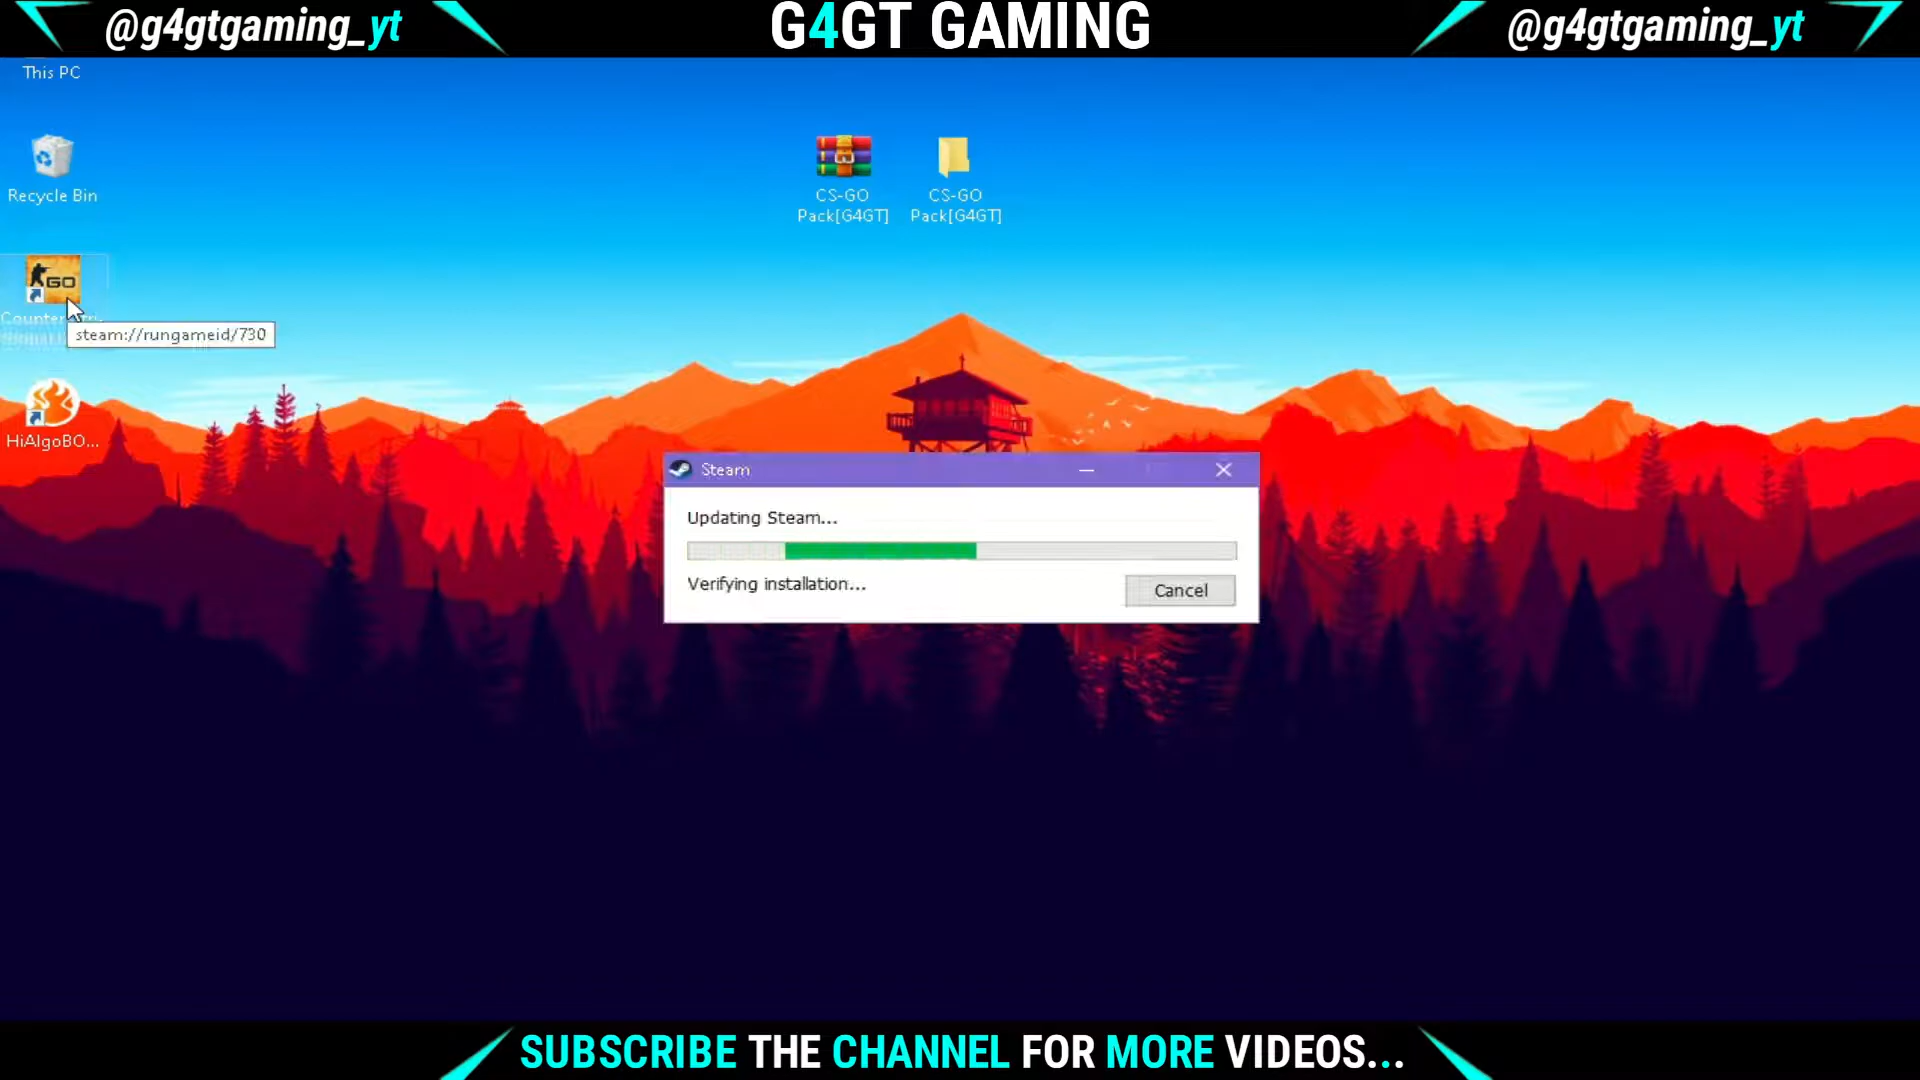 @g4gtgaming_yt
G4GT GAMING
@g4gtgaming_yt
This PC
Recycle Bin
CS-GO
Pack[G4GT]
CS-GO
Pack[G4GT]
GO
steam://rungameid/730
HiAlgoBO...
Steam
Updating Steam...
Verifying installation...
Cancel
SUBSCRIBE THE CHANNEL FOR MORE VIDEOS...